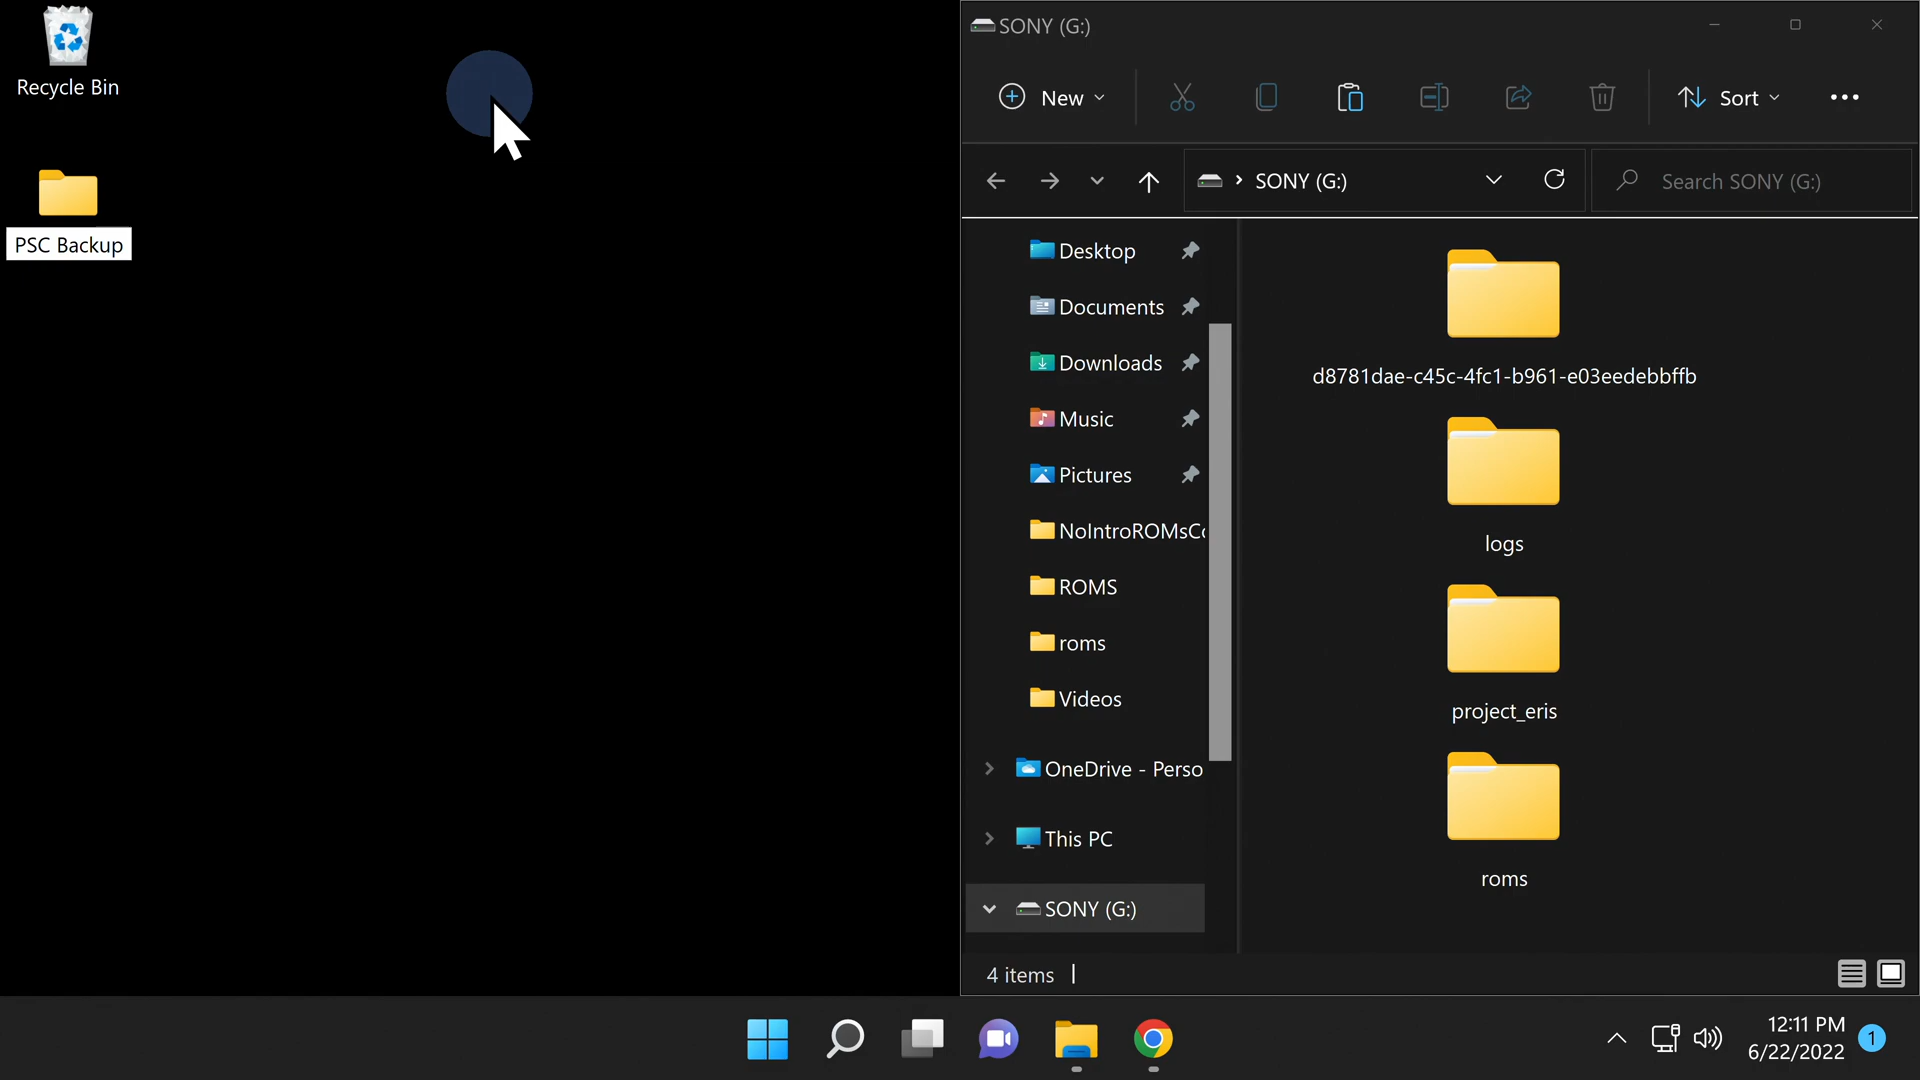 Recycle Bin
PSC Backup
SONY (G:)
New
Sort
SONY (G:)
Search SONY (G:)
Desktop
Documents
Downloads
Music
Pictures
NoIntroROMsCo
ROMS
roms
Videos
OneDrive - Perso
This PC
SONY (G:)
d8781dae-c45c-4fc1-b961-e03eedebbffb
logs
project_eris
roms
4 items
12:11 PM
6/22/2022
1